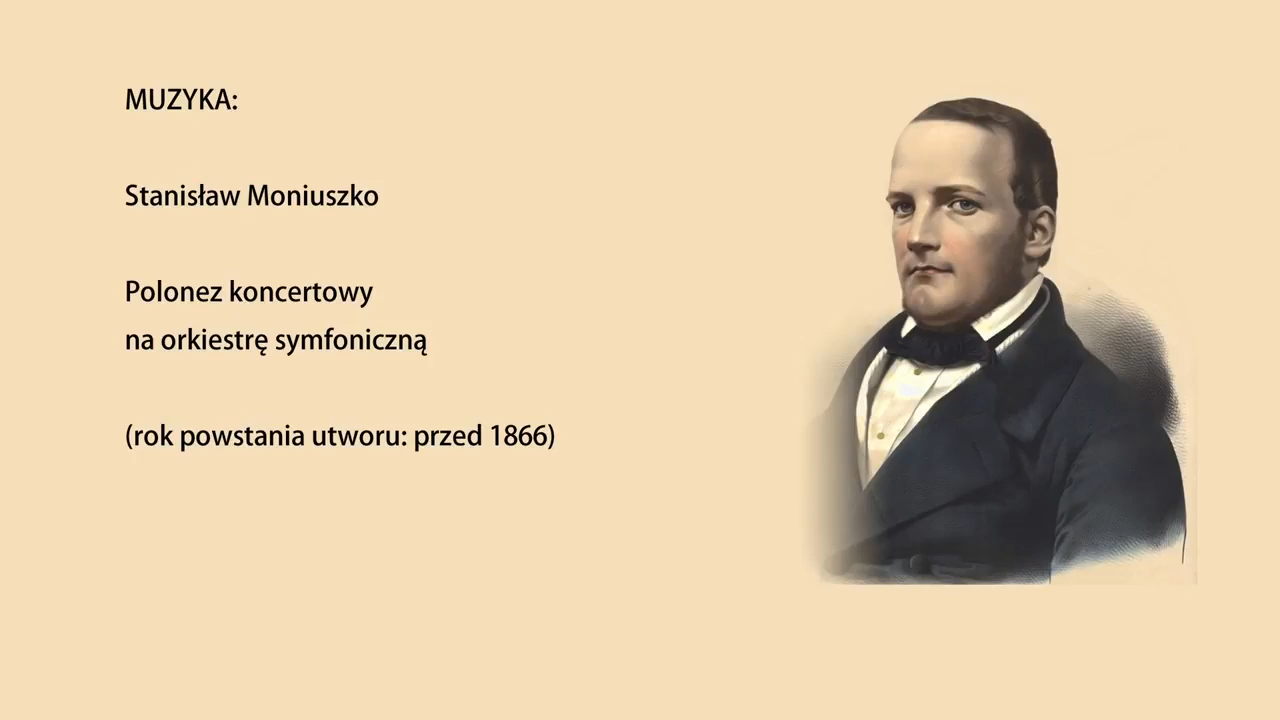 MUZYKA:
Stanisław Moniuszko
Polonez koncertowy
na orkiestrę symfoniczną
(rok powstania utworu: przed 1866)